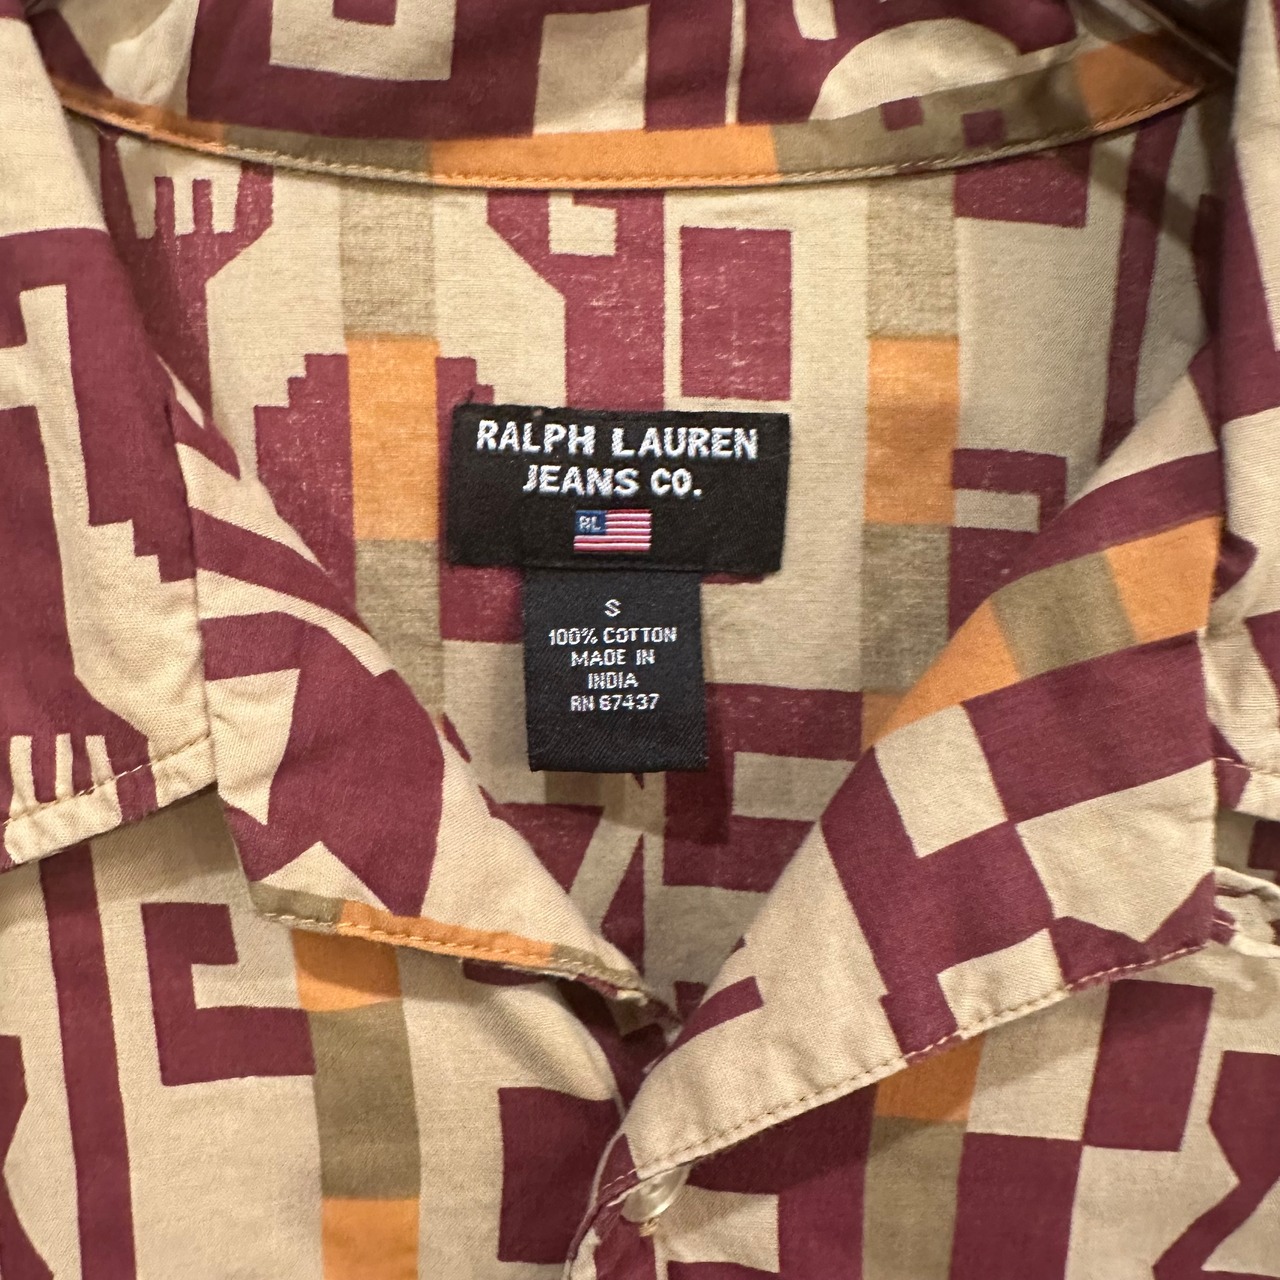 RALPH LAUREN
JEANS CO.
RL
S
100% COTTON
MADE IN
INDIA
RN 67437